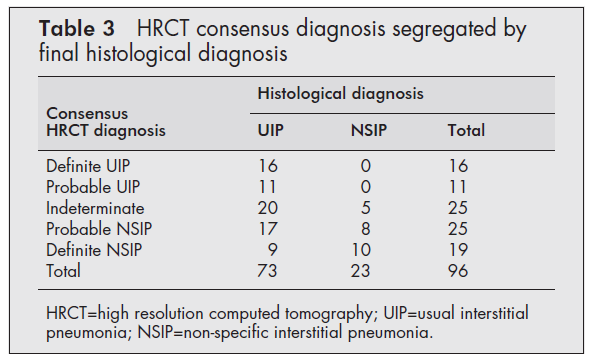 Table 3 HRCT consensus diagnosis segregated by
final histological diagnosis
Histological diagnosis
Consensus
HRCT diagnosis UIP NSIP Total
Definite UIP 16 0 16
Probable UIP 11 0 11
Indeterminate 20 5 25
Probable NSIP 17 8 25
Definite NSIP 9 10 19
Total 73 23 96
HRCT=high resolution computed tomography; UIP=usual interstitial
pneumonia; NSIP=non-specific interstitial pneumonia.